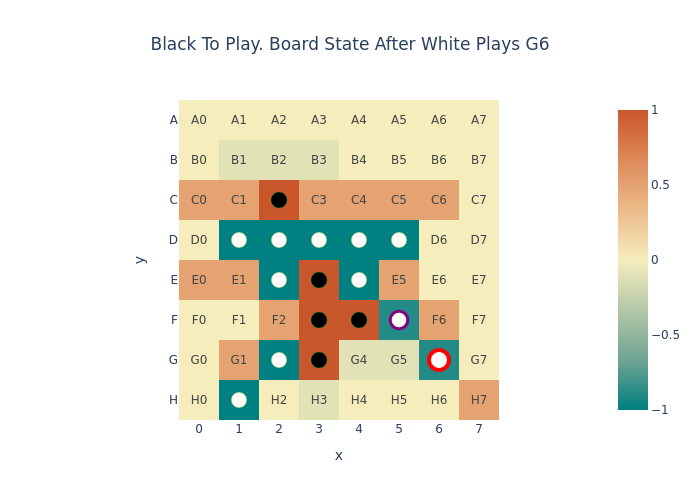 Black To Play. Board State After White Plays G6
A A0 A1 A2 A3 A4 A5 A6 A7
B B0 B1 B2 B3 B4 B5 B6 B7
C C0 C1 C3 C4 C5 C6 C7
D D0 D6 D7
E E0 E1 E5 E6 E7
F F0 F1 F2 F6 F7
G G0 G1 G4 G5 G7
H H0 H2 H3 H4 H5 H6 H7
0 1 2 3 4 5 6 7
x
y
1
0.5
0
−0.5
−1